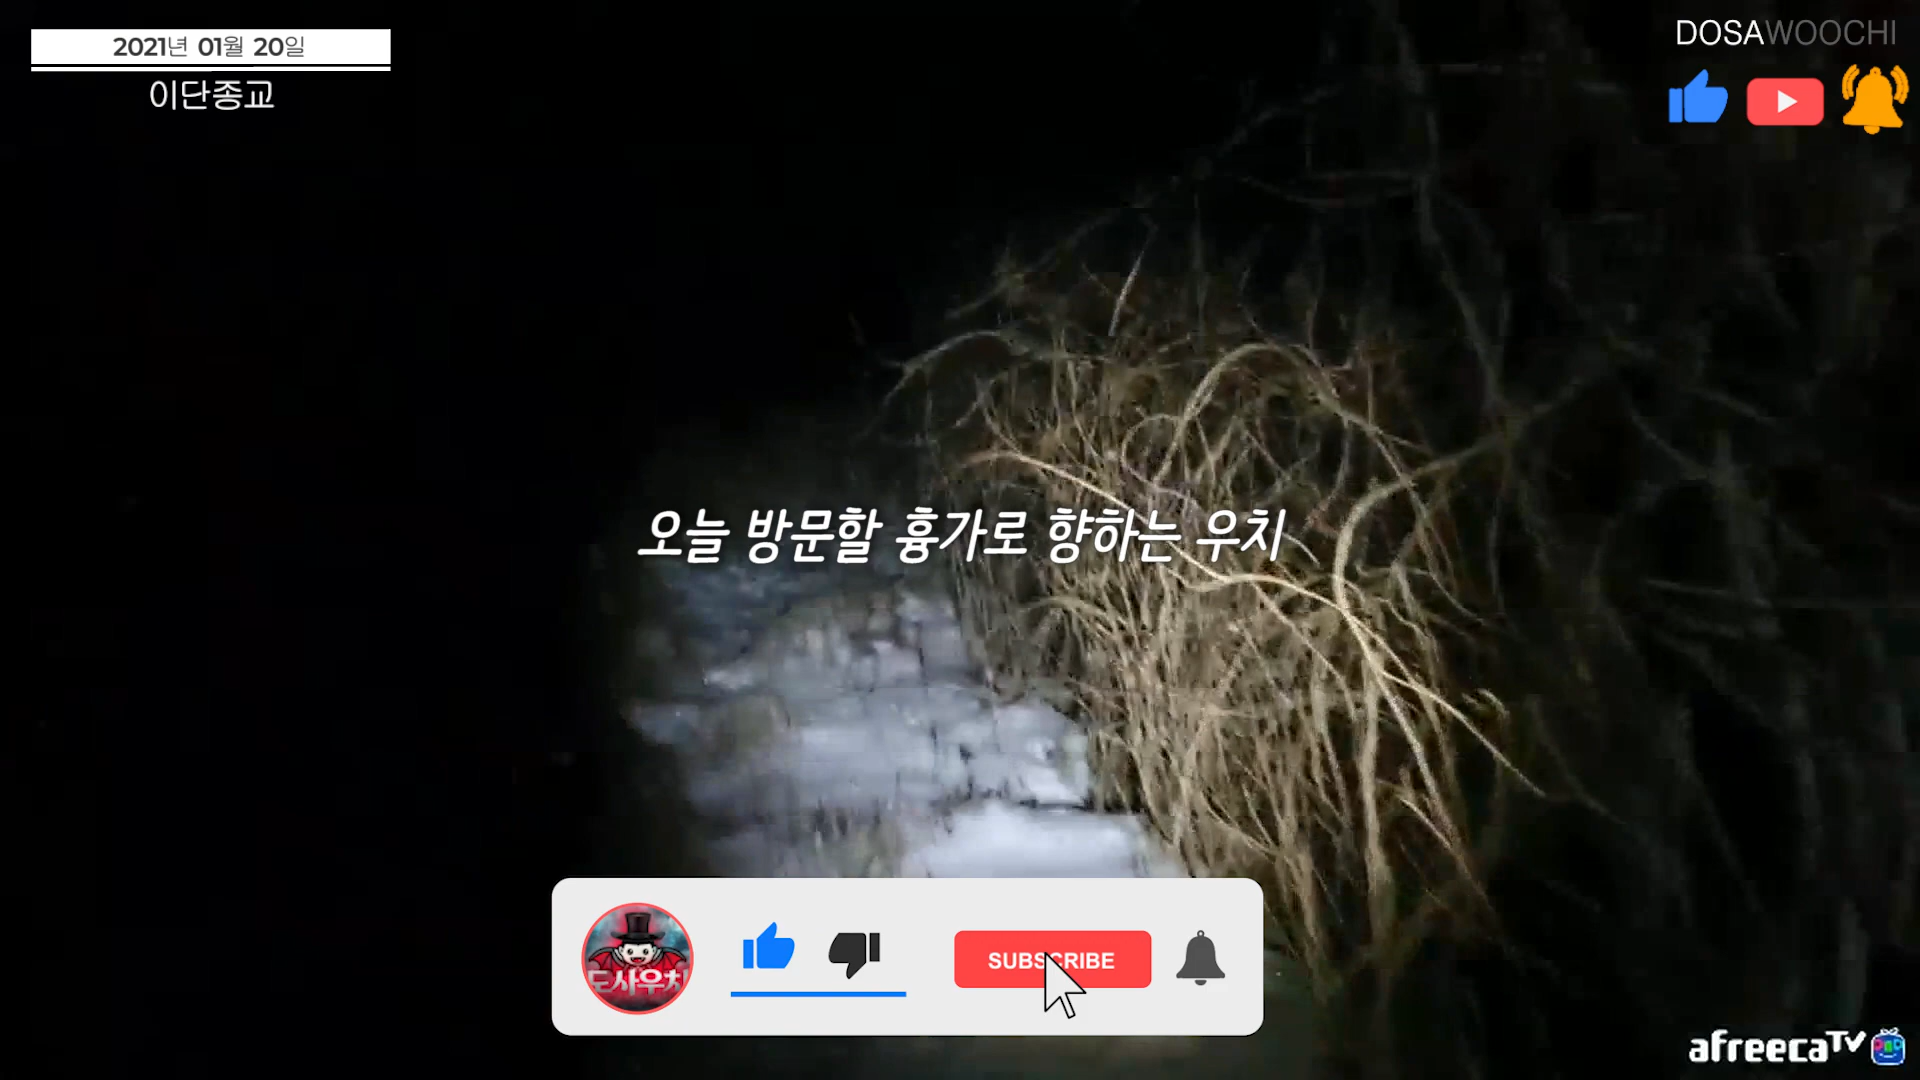 2021년 01월 20일
이단종교
DOSAWOOCHI
오늘 방문할 흉가로 향하는 우치
도사우치
SUBSCRIBE
afreecaTV